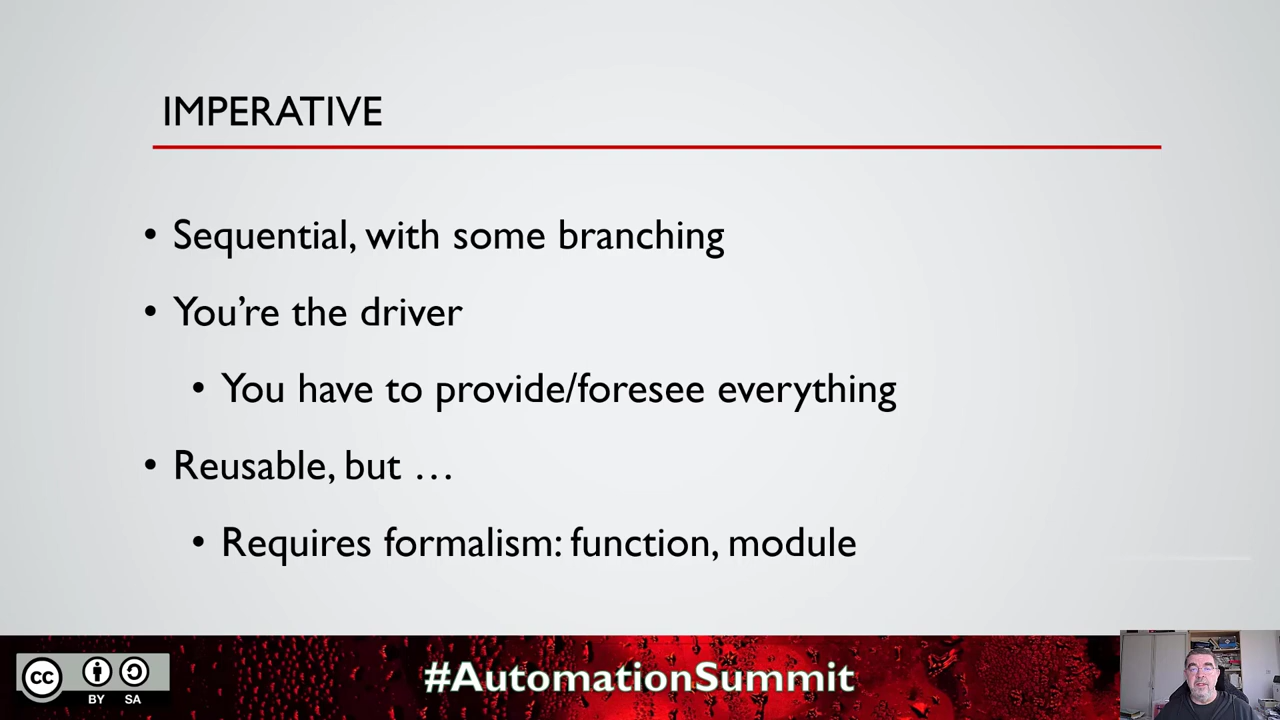 IMPERATIVE
• Sequential, with some branching
• You’re the driver
• You have to provide/foresee everything
• Reusable, but …
• Requires formalism: function, module
cc BY SA
#AutomationSummit